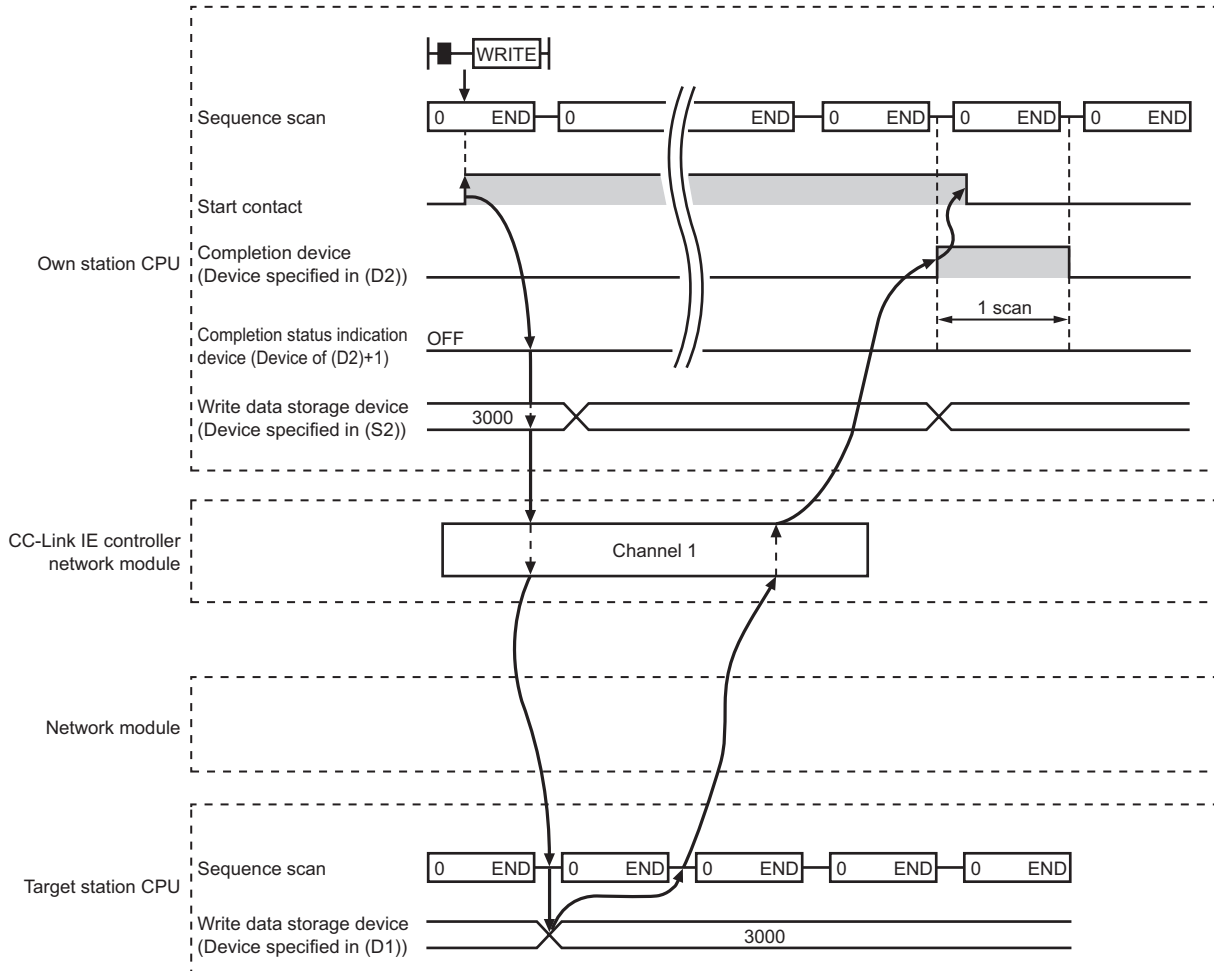 WRITE
Sequence scan
0 END 0 END 0 END 0 END 0 END
Start contact
Own station CPU
Completion device
(Device specified in (D2))
1 scan
Completion status indication
device (Device of (D2)+1)
OFF
Write data storage device
(Device specified in (S2))
3000
CC-Link IE controller
network module
Channel 1
Network module
Target station CPU
Sequence scan
0 END 0 END 0 END 0 END 0 END
Write data storage device
(Device specified in (D1))
3000